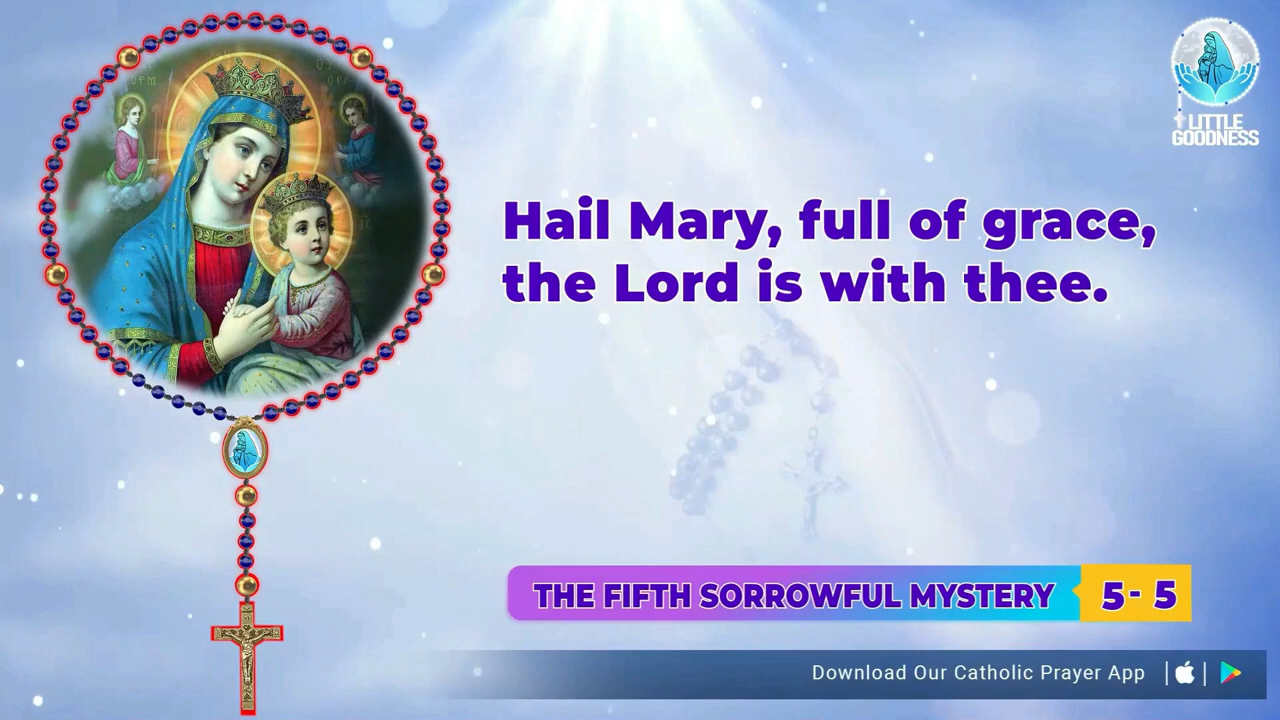 LITTLE
GOODNESS
Hail Mary, full of grace,
the Lord is with thee.
THE FIFTH SORROWFUL MYSTERY 5- 5
Download Our Catholic Prayer App